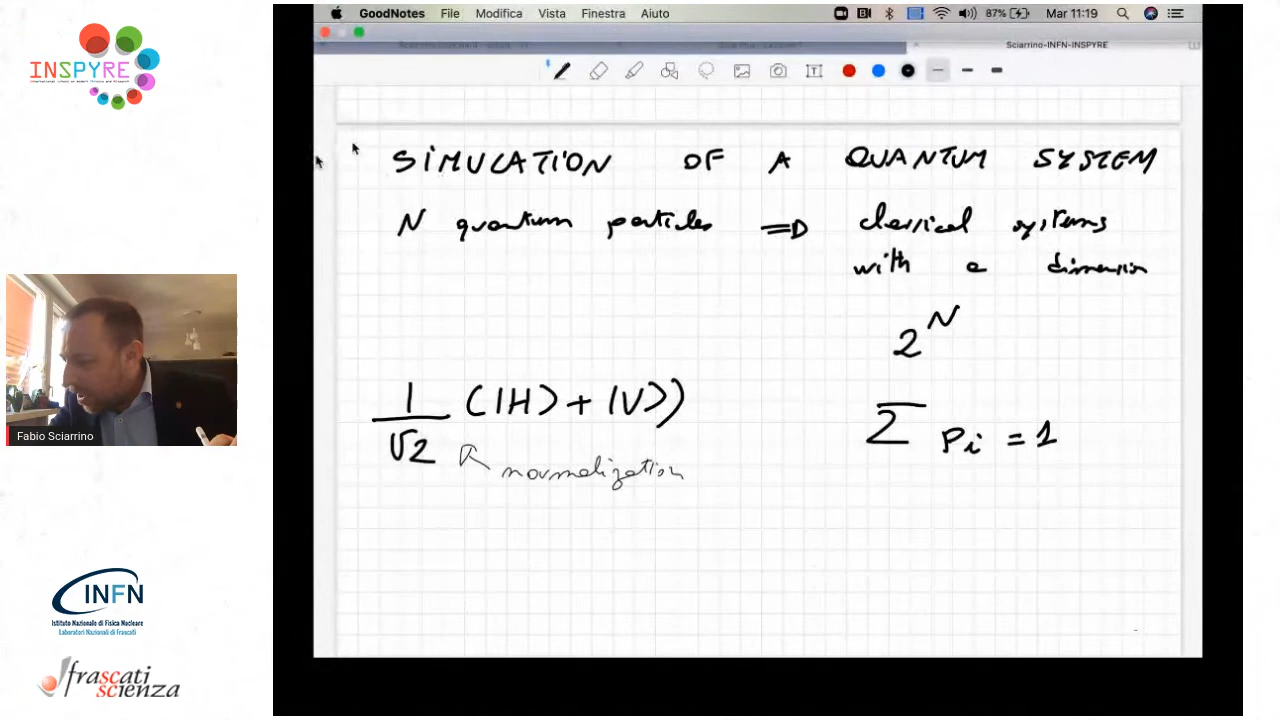 GoodNotes File Modifica Vista Finestra Aiuto 87% Mar 11:19
Sciarrino-INFN-INSPYRE
INSPYRE
SIMULATION OF A QUANTUM SYSTEM
N quantum particles => classical systems
with a dimension
2^N
1/√2 (|H> + |V>)
normalization
Σ Pi = 1
Fabio Sciarrino
INFN
Istituto Nazionale di Fisica Nucleare
Laboratori Nazionali di Frascati
frascati
scienza